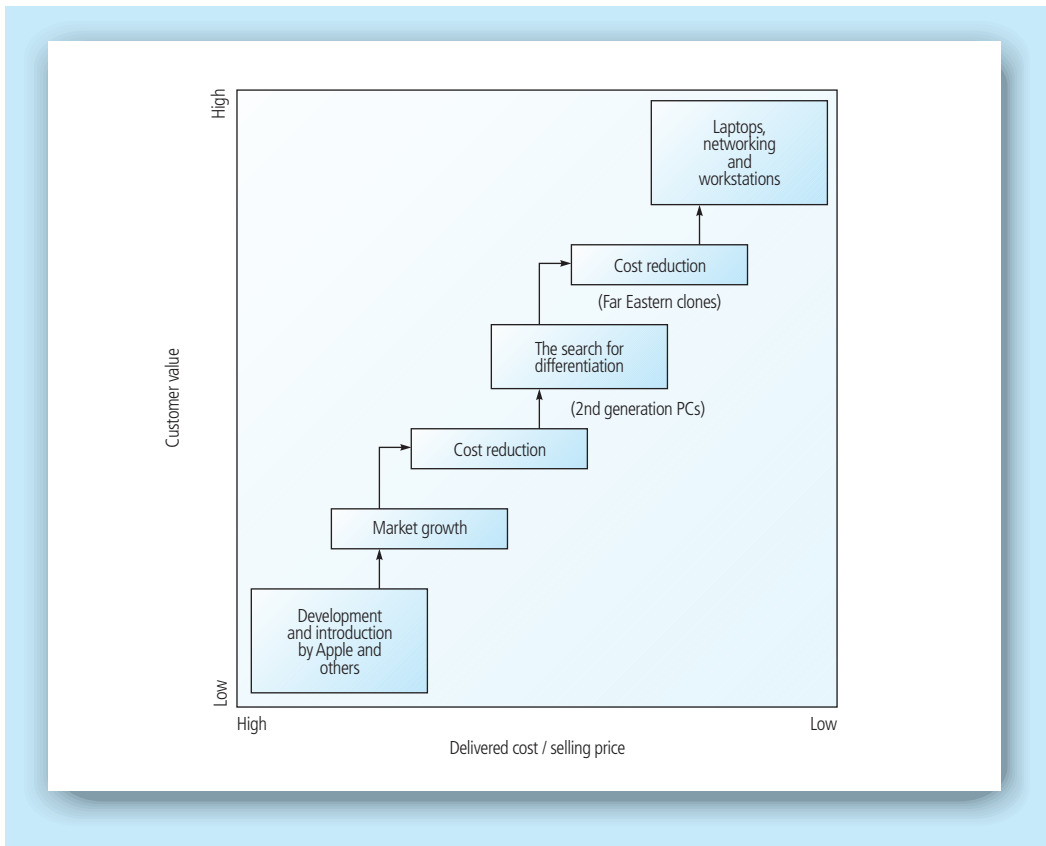 High
Laptops,
networking
and
workstations
Cost reduction
(Far Eastern clones)
The search for
differentiation
(2nd generation PCs)
Customer value
Cost reduction
Market growth
Development
and introduction
by Apple and
others
Low
High
Low
Delivered cost / selling price